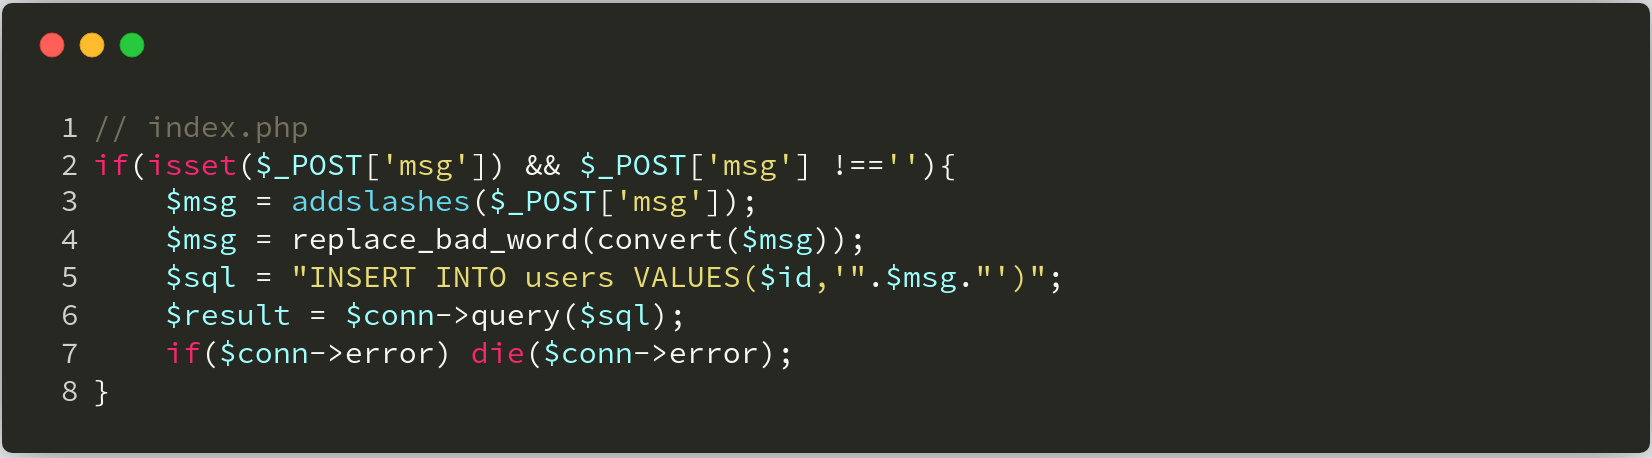 1 // index.php
2 if(isset($_POST['msg']) && $_POST['msg'] !==''){
3     $msg = addslashes($_POST['msg']);
4     $msg = replace_bad_word(convert($msg));
5     $sql = "INSERT INTO users VALUES($id,'".$msg."')";
6     $result = $conn->query($sql);
7     if($conn->error) die($conn->error);
8 }